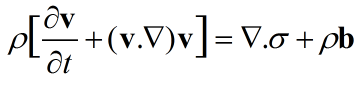 ρ[∂v/∂t + (v.∇)v] = ∇.σ + ρb